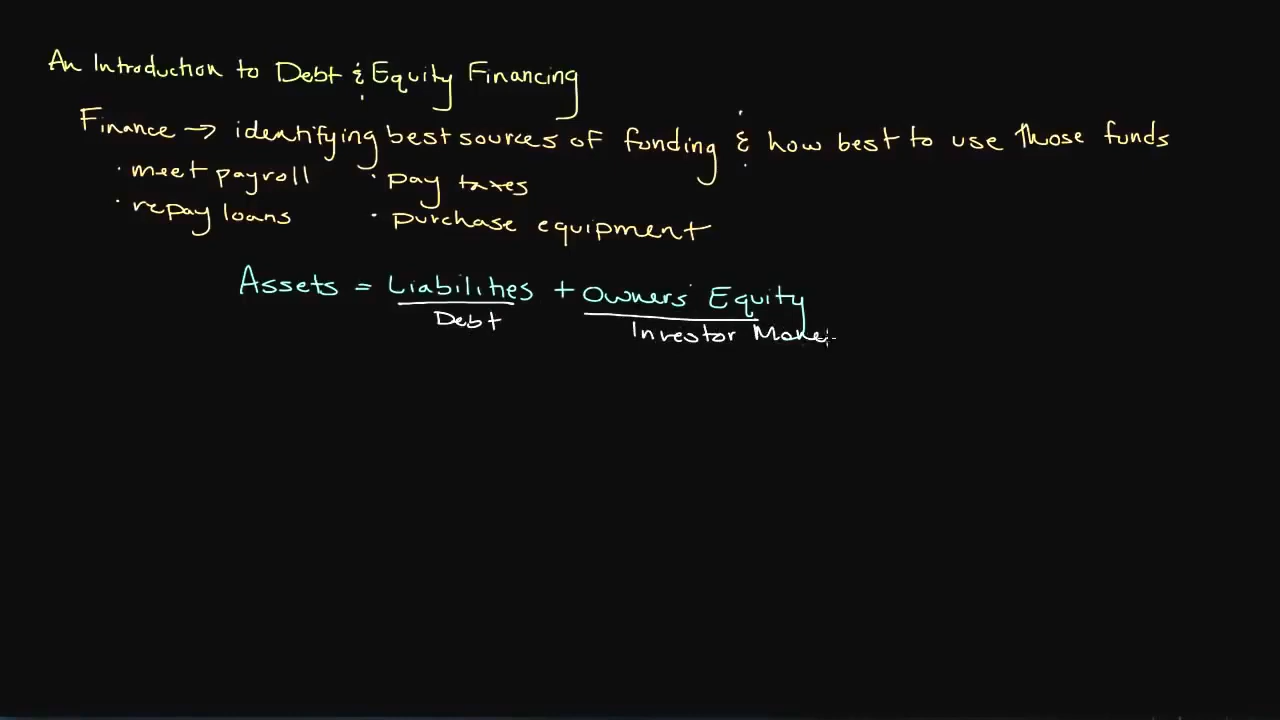 An Introduction to Debt & Equity Financing
Finance → identifying best sources of funding & how best to use those funds
· meet payroll · pay taxes
· repay loans · purchase equipment
Assets = Liabilities + Owners' Equity
Debt Investor Mone